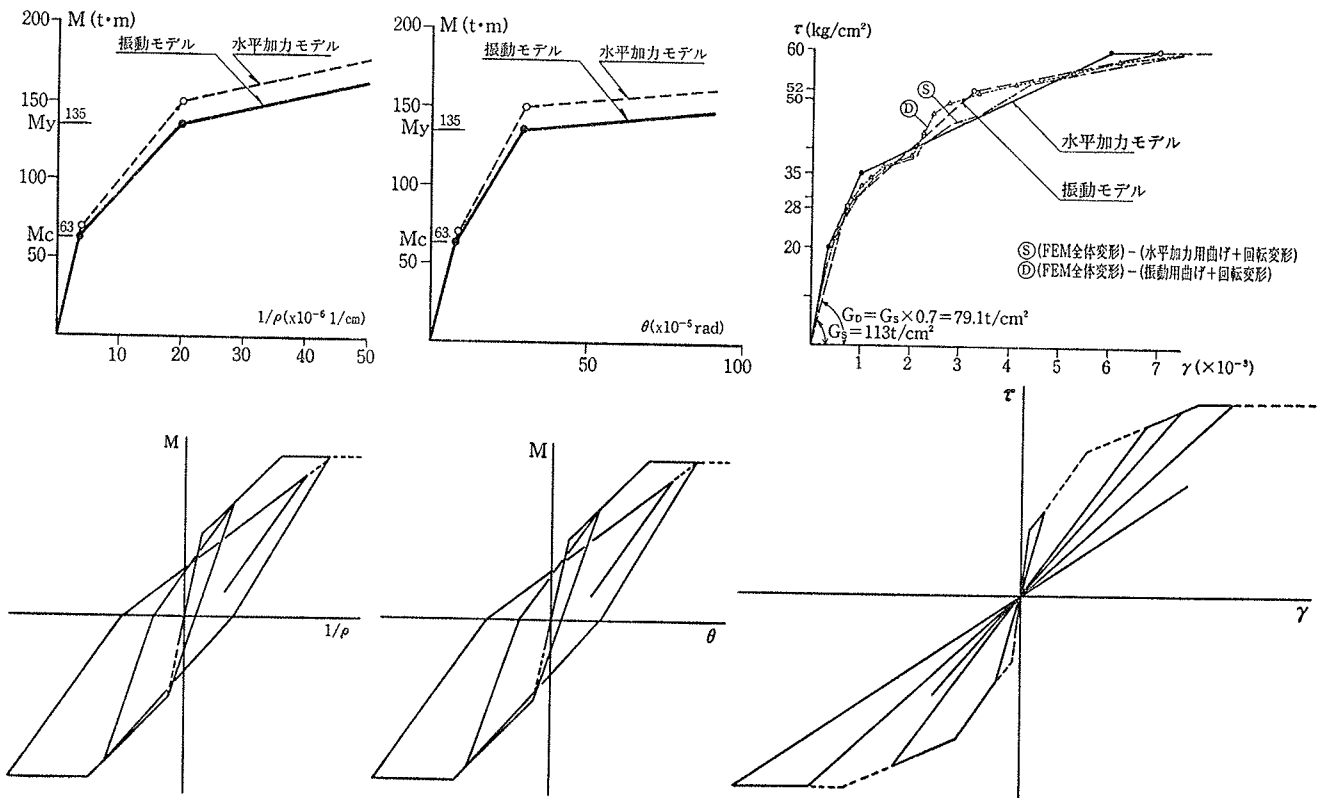 M (t・m)
200
振動モデル
水平加力モデル
150
135
My
100
63
Mc
50
1/ρ (x10⁻⁶ 1/cm)
10 20 30 40 50
M (t・m)
200
振動モデル
水平加力モデル
150
135
My
100
63
Mc
50
θ (x10⁻⁵ rad)
50 100
τ (kg/cm²)
60
52
50
35
28
20
Ⓢ
Ⓓ
水平加力モデル
振動モデル
Ⓢ(FEM全体変形)－(水平加力用曲げ＋回転変形)
Ⓓ(FEM全体変形)－(振動用曲げ＋回転変形)
G_D＝G_S×0.7＝79.1t/cm²
G_S＝113t/cm²
1 2 3 4 5 6 7 γ (×10⁻³)
M
1/ρ
M
θ
τ
γ